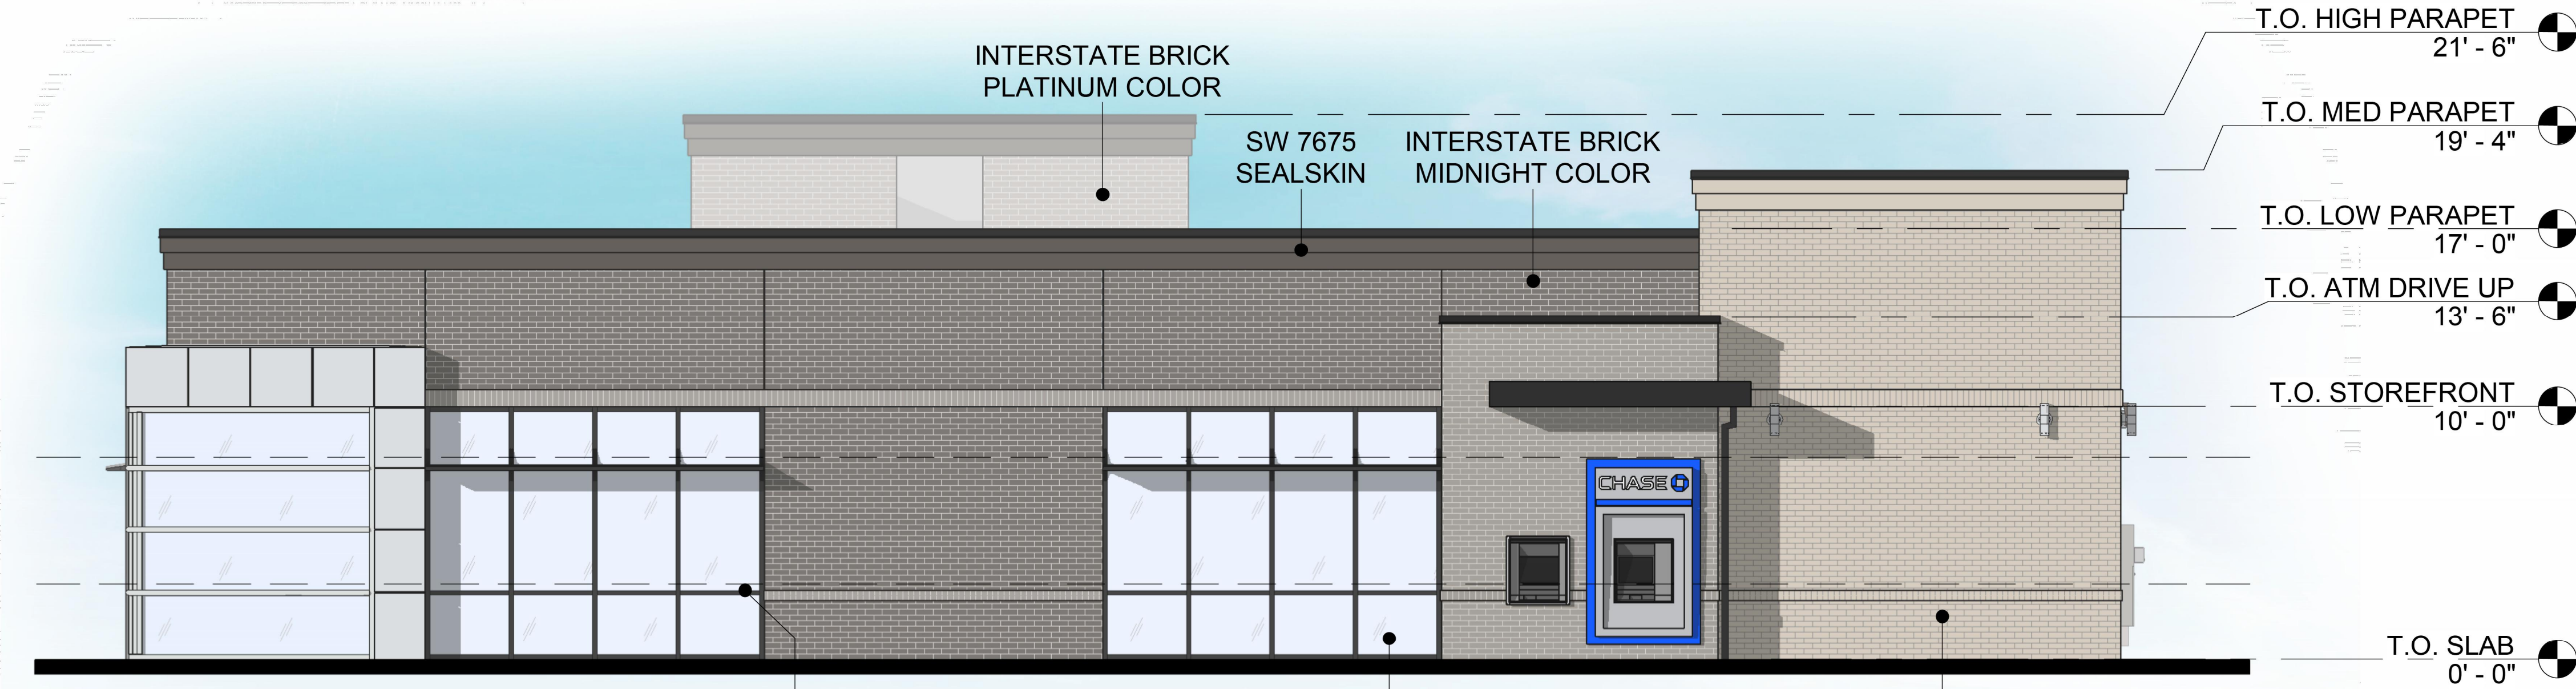 INTERSTATE BRICK
PLATINUM COLOR
SW 7675
SEALSKIN
INTERSTATE BRICK
MIDNIGHT COLOR
T.O. HIGH PARAPET
21' - 6"
T.O. MED PARAPET
19' - 4"
T.O. LOW PARAPET
17' - 0"
T.O. ATM DRIVE UP
13' - 6"
T.O. STOREFRONT
10' - 0"
CHASE
T.O. SLAB
0' - 0"